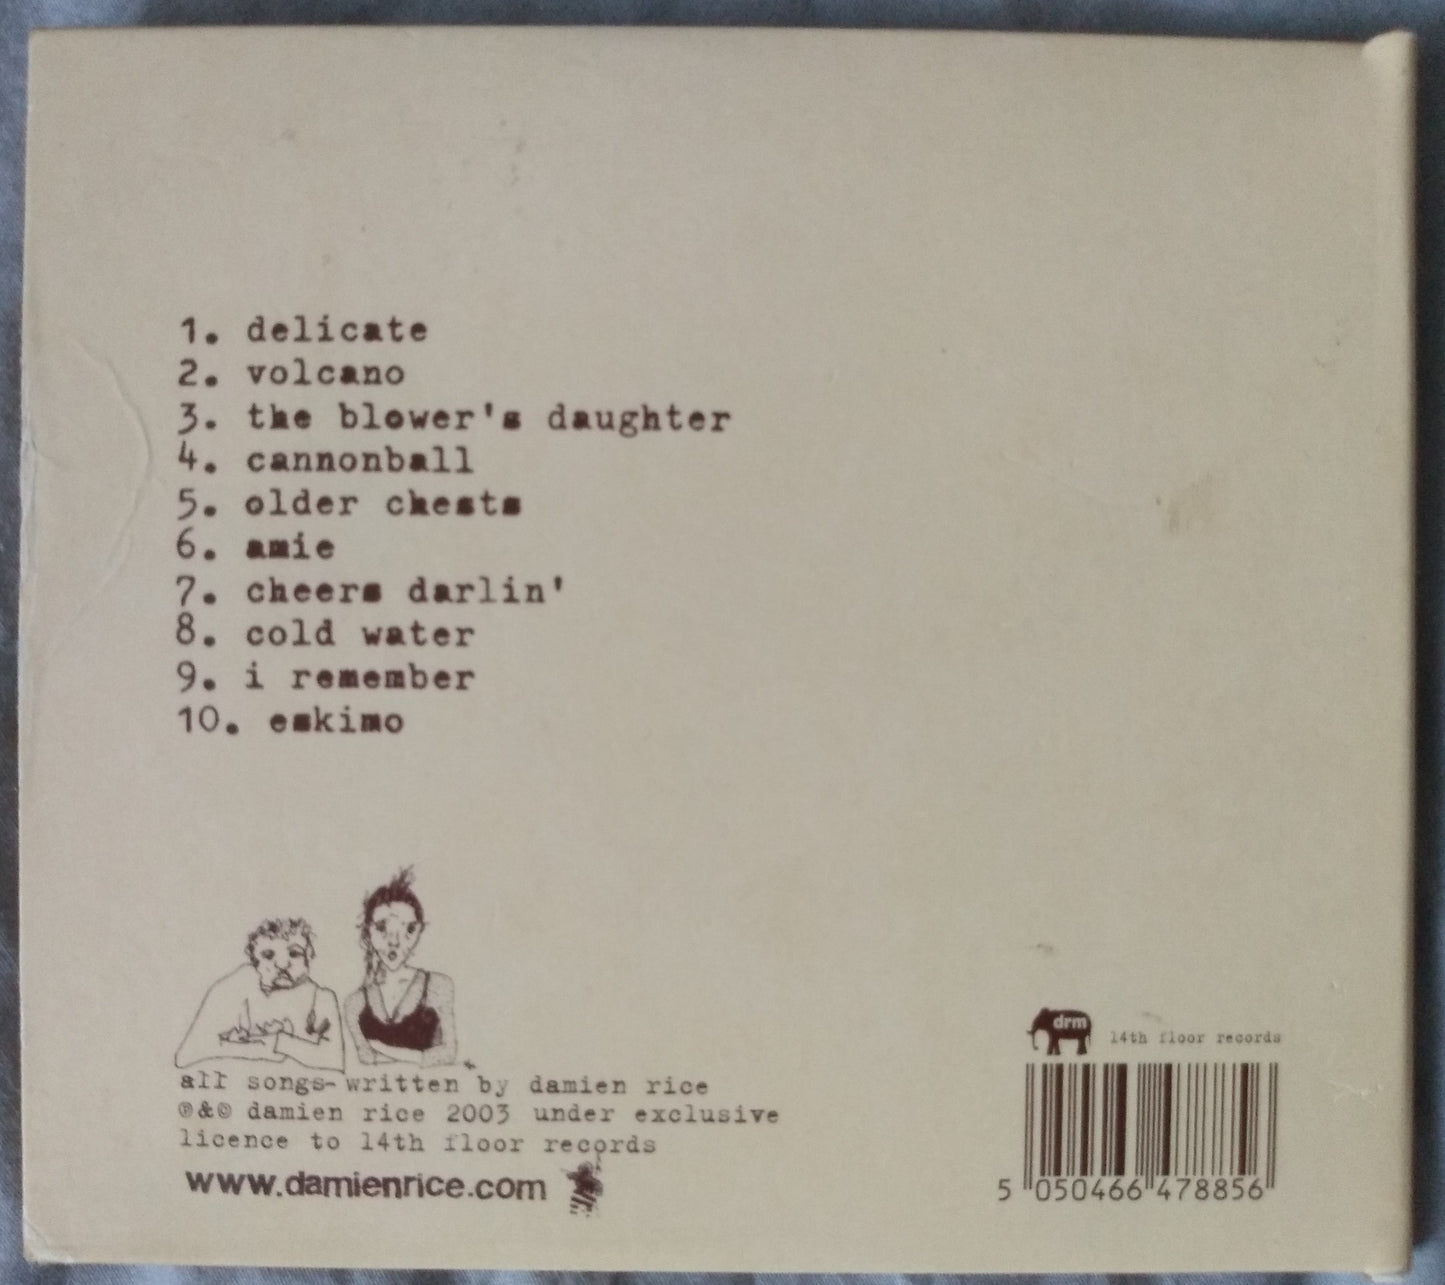 1. delicate
2. volcano
3. the blower's daughter
4. cannonball
5. older chests
6. amie
7. cheers darlin'
8. cold water
9. i remember
10. eskimo
all songs written by damien rice
℗&© damien rice 2003 under exclusive
licence to 14th floor records
www.damienrice.com
drm
14th floor records
5 050466 478856